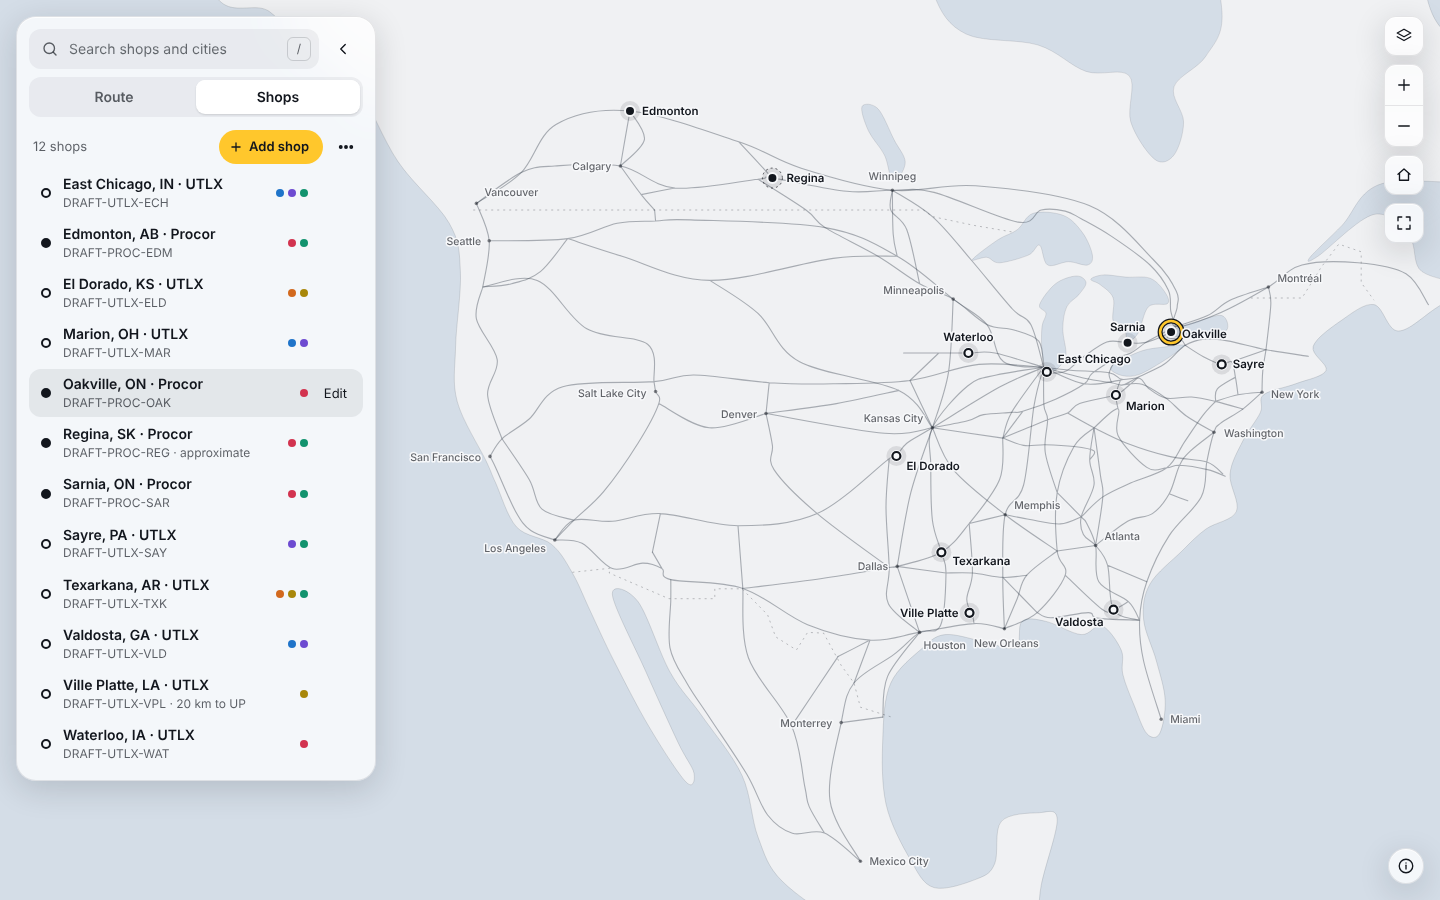 Search shops and cities
/
Route
Shops
12 shops
+ Add shop
East Chicago, IN · UTLX
DRAFT-UTLX-ECH
Edmonton, AB · Procor
DRAFT-PROC-EDM
El Dorado, KS · UTLX
DRAFT-UTLX-ELD
Marion, OH · UTLX
DRAFT-UTLX-MAR
Oakville, ON · Procor
DRAFT-PROC-OAK
Edit
Regina, SK · Procor
DRAFT-PROC-REG · approximate
Sarnia, ON · Procor
DRAFT-PROC-SAR
Sayre, PA · UTLX
DRAFT-UTLX-SAY
Texarkana, AR · UTLX
DRAFT-UTLX-TXK
Valdosta, GA · UTLX
DRAFT-UTLX-VLD
Ville Platte, LA · UTLX
DRAFT-UTLX-VPL · 20 km to UP
Waterloo, IA · UTLX
DRAFT-UTLX-WAT
Edmonton
Calgary
Regina
Winnipeg
Vancouver
Seattle
Montréal
Minneapolis
Sarnia
Oakville
Waterloo
East Chicago
Sayre
Salt Lake City
New York
Marion
Denver
Kansas City
Washington
San Francisco
El Dorado
Memphis
Atlanta
Los Angeles
Dallas
Texarkana
Ville Platte
Valdosta
Houston
New Orleans
Monterrey
Miami
Mexico City